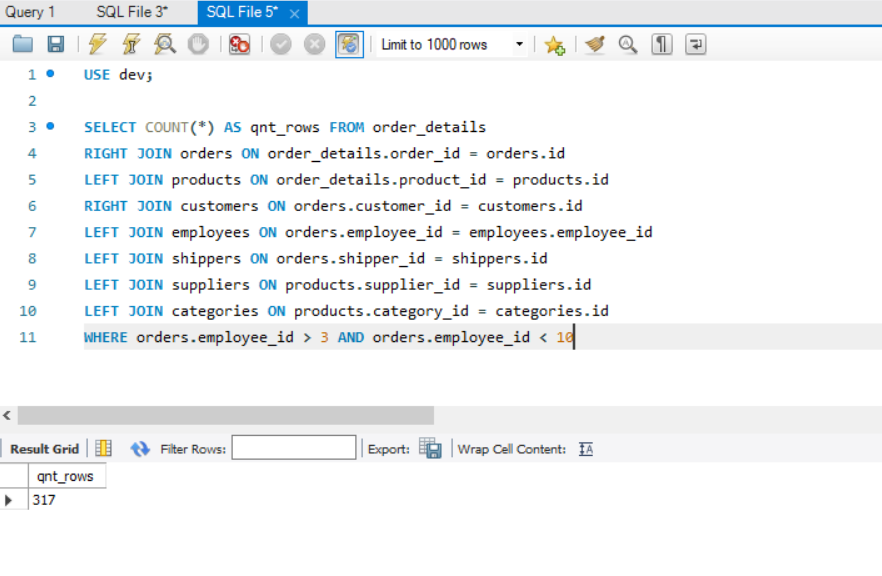 Query 1 SQL File 3* SQL File 5* ×
Limit to 1000 rows
1 USE dev;
2
3 SELECT COUNT(*) AS qnt_rows FROM order_details
4 RIGHT JOIN orders ON order_details.order_id = orders.id
5 LEFT JOIN products ON order_details.product_id = products.id
6 RIGHT JOIN customers ON orders.customer_id = customers.id
7 LEFT JOIN employees ON orders.employee_id = employees.employee_id
8 LEFT JOIN shippers ON orders.shipper_id = shippers.id
9 LEFT JOIN suppliers ON products.supplier_id = suppliers.id
10 LEFT JOIN categories ON products.category_id = categories.id
11 WHERE orders.employee_id > 3 AND orders.employee_id < 10
Result Grid Filter Rows: Export: Wrap Cell Content:
qnt_rows
317